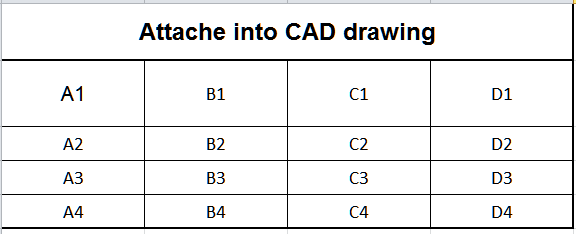 Attache into CAD drawing
A1 B1 C1 D1
A2 B2 C2 D2
A3 B3 C3 D3
A4 B4 C4 D4